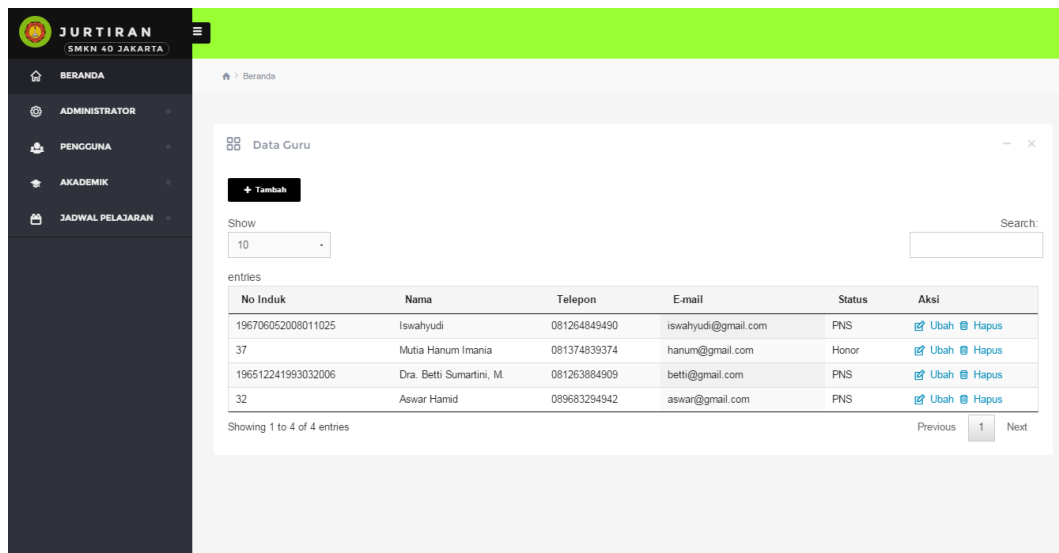 JURTIRAN
SMKN 40 JAKARTA
BERANDA
ADMINISTRATOR
PENGGUNA
AKADEMIK
JADWAL PELAJARAN
> Beranda
Data Guru
+ Tambah
Show
10
entries
Search:
No Induk Nama Telepon E-mail Status Aksi
196706052008011025 Iswahyudi 081264849490 iswahyudi@gmail.com PNS Ubah Hapus
37 Mutia Hanum Imania 081374839374 hanum@gmail.com Honor Ubah Hapus
196512241993032006 Dra. Betti Sumartini, M. 081263884909 betti@gmail.com PNS Ubah Hapus
32 Aswar Hamid 089683294942 aswar@gmail.com PNS Ubah Hapus
Showing 1 to 4 of 4 entries
Previous 1 Next